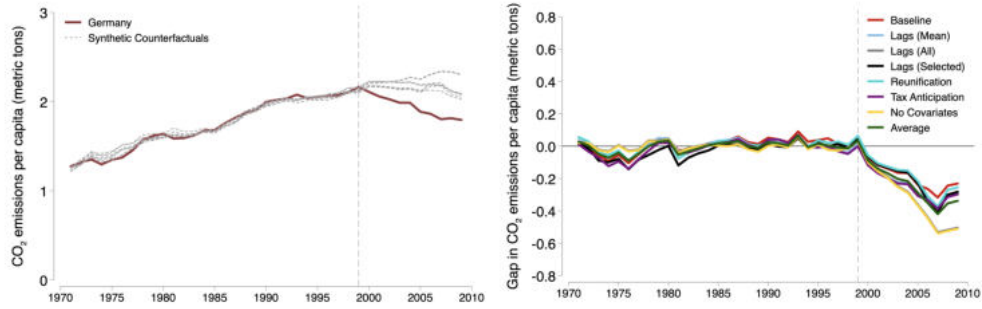 CO₂ emissions per capita (metric tons)
3
2
1
0
Germany
Synthetic Counterfactuals
1970 1975 1980 1985 1990 1995 2000 2005 2010
Gap in CO₂ emissions per capita (metric tons)
0.8
0.6
0.4
0.2
0.0
-0.2
-0.4
-0.6
-0.8
Baseline
Lags (Mean)
Lags (All)
Lags (Selected)
Reunification
Tax Anticipation
No Covariates
Average
1970 1975 1980 1985 1990 1995 2000 2005 2010